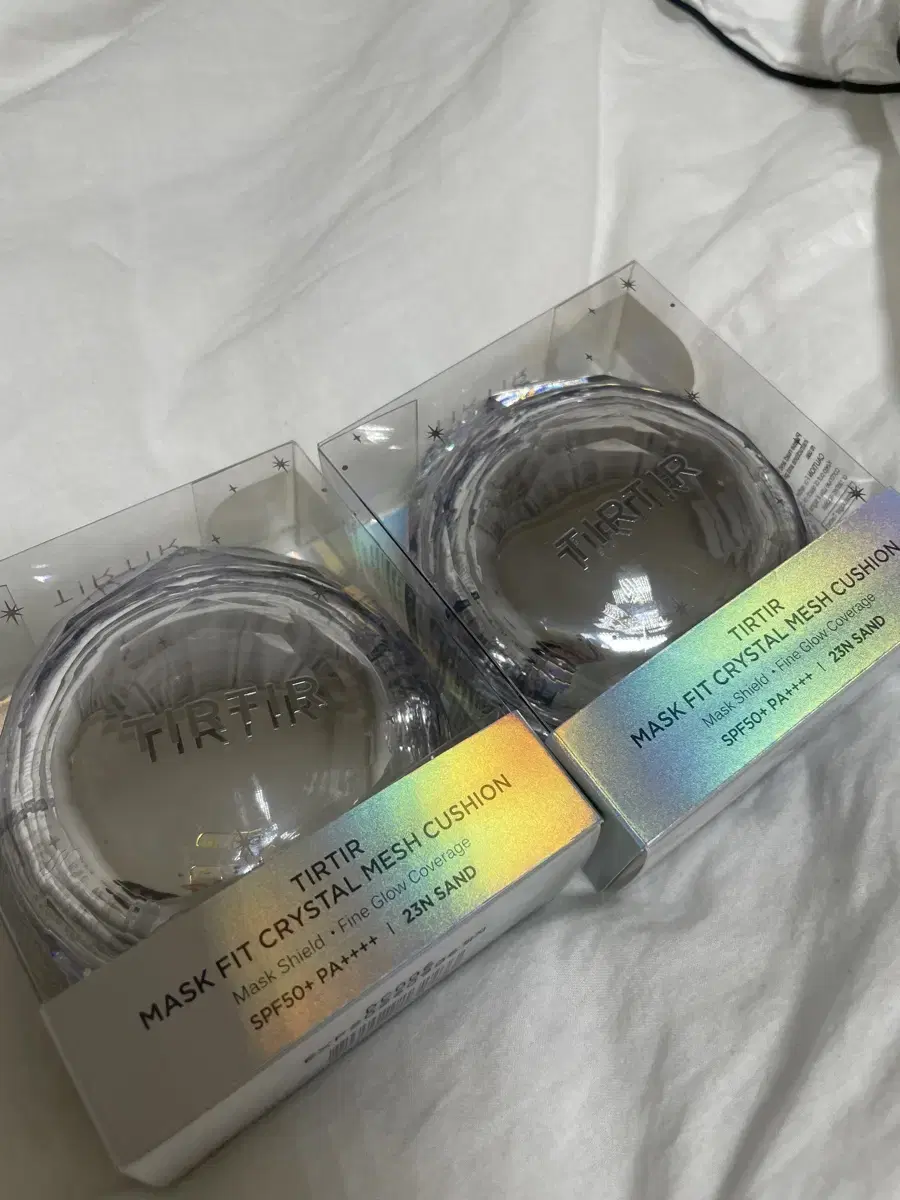 TIRTIR
TIRTIR
MASK FIT CRYSTAL MESH CUSHION
Mask Shield • Fine Glow Coverage
SPF50+ PA++++ | 23N SAND
TIRTIR
TIRTIR
TIRTIR
MASK FIT CRYSTAL MESH CUSHION
Mask Shield • Fine Glow Coverage
SPF50+ PA++++ | 23N SAND